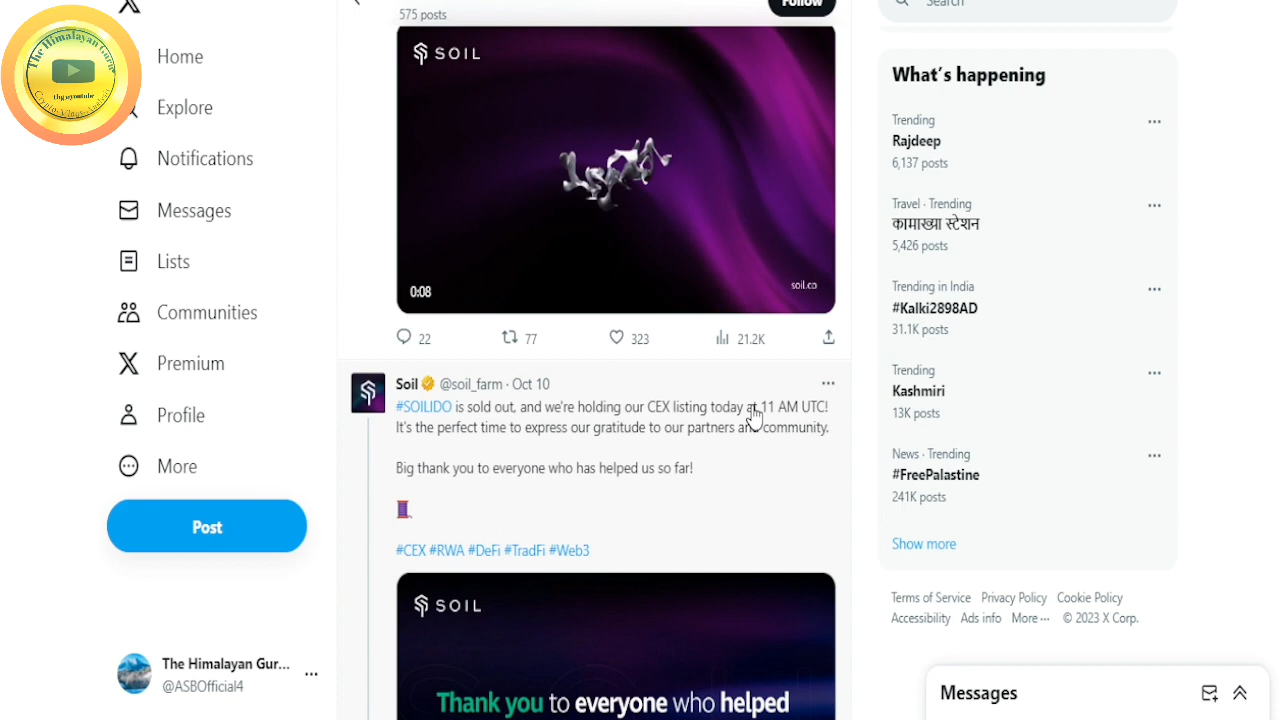 The Himalayan Guru
Crypto Vlogs Analysis
Home
Explore
Notifications
Messages
Lists
Communities
Premium
Profile
More
Post
The Himalayan Gur...
@ASBOfficial4
575 posts
Follow
SOIL
0:08
soil.co
22
77
323
21.2K
Soil @soil_farm · Oct 10
#SOILIDO is sold out, and we're holding our CEX listing today at 11 AM UTC!
It's the perfect time to express our gratitude to our partners and community.
Big thank you to everyone who has helped us so far!
#CEX #RWA #DeFi #TradFi #Web3
SOIL
Thank you to everyone who helped
Search
What's happening
Trending
Rajdeep
6,137 posts
Travel · Trending
कामाख्या स्टेशन
5,426 posts
Trending in India
#Kalki2898AD
31.1K posts
Trending
Kashmiri
13K posts
News · Trending
#FreePalastine
241K posts
Show more
Terms of Service Privacy Policy Cookie Policy
Accessibility Ads info More ··· © 2023 X Corp.
Messages